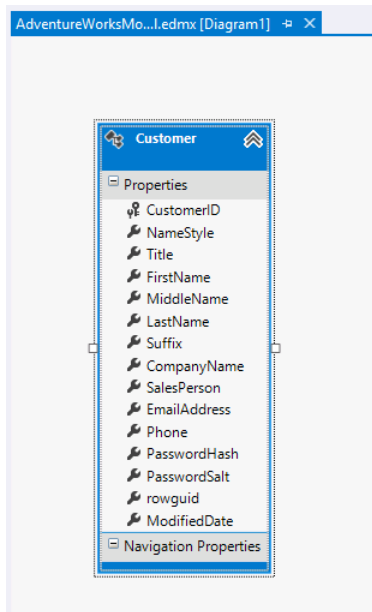 AdventureWorksMo...l.edmx [Diagram1]
Customer
Properties
CustomerID
NameStyle
Title
FirstName
MiddleName
LastName
Suffix
CompanyName
SalesPerson
EmailAddress
Phone
PasswordHash
PasswordSalt
rowguid
ModifiedDate
Navigation Properties